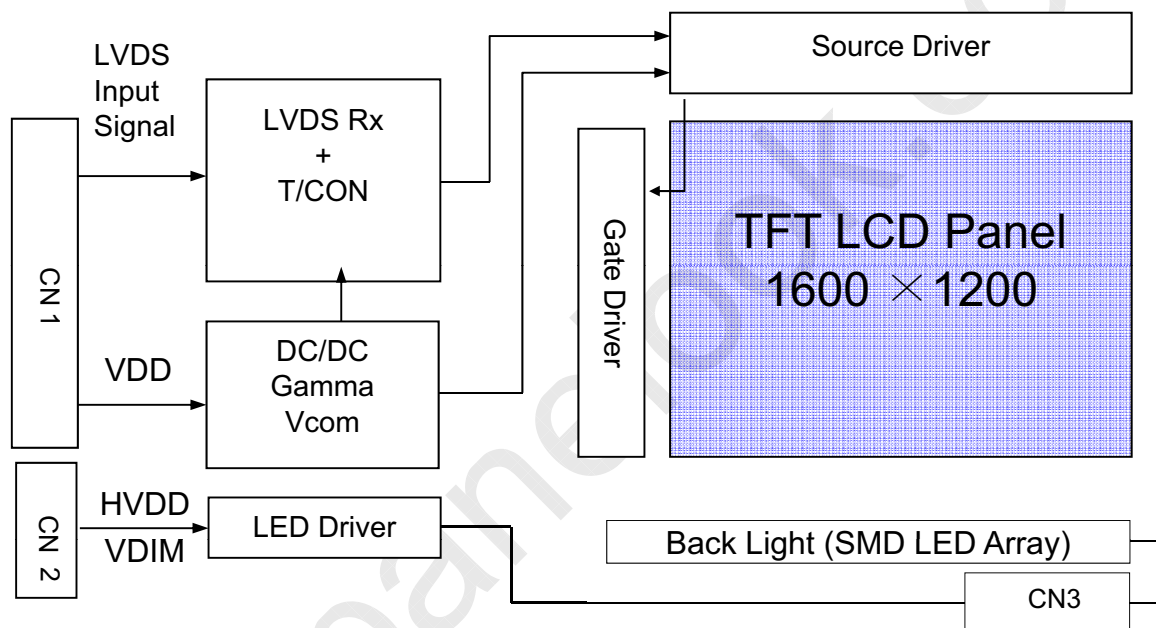 LVDS
Input
Signal
LVDS Rx
+
T/CON
Source Driver
CN 1
Gate Driver
TFT LCD Panel
1600 ×1200
VDD
DC/DC
Gamma
Vcom
CN 2
HVDD
VDIM
LED Driver
Back Light (SMD LED Array)
CN3